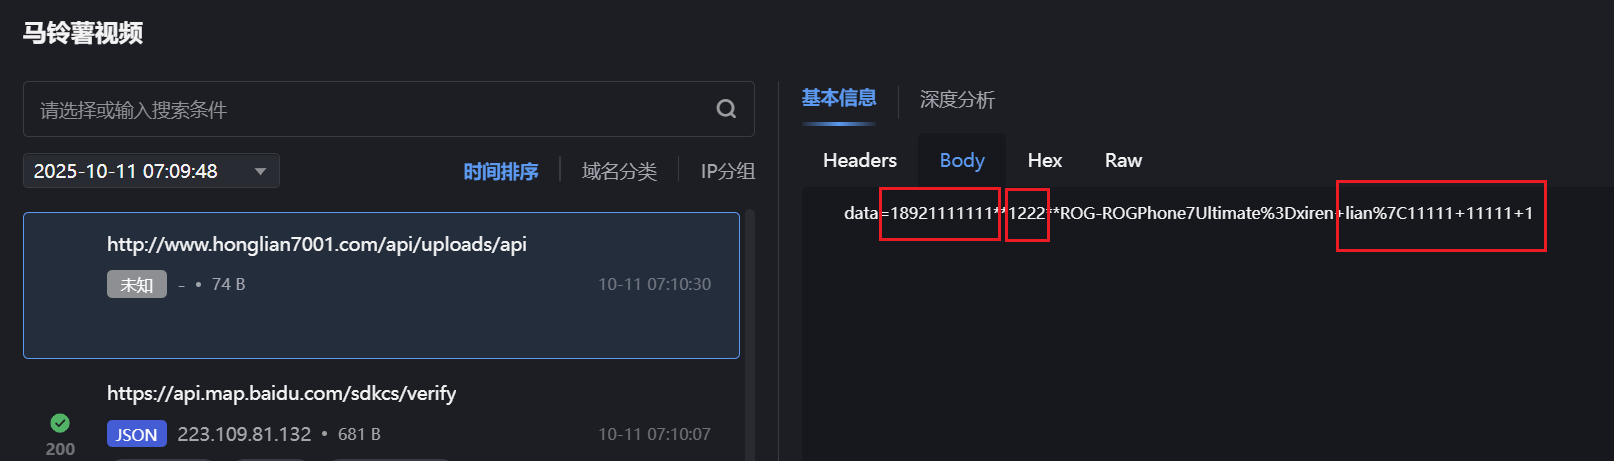 马铃薯视频
请选择或输入搜索条件
2025-10-11 07:09:48
时间排序
域名分类
IP分组
http://www.honglian7001.com/api/uploads/api
未知 - • 74 B 10-11 07:10:30
https://api.map.baidu.com/sdkcs/verify
JSON 223.109.81.132 • 681 B 10-11 07:10:07
200
基本信息
深度分析
Headers Body Hex Raw
data=18921111111**1222**ROG-ROGPhone7Ultimate%3Dxiren+lian%7C11111+11111+1